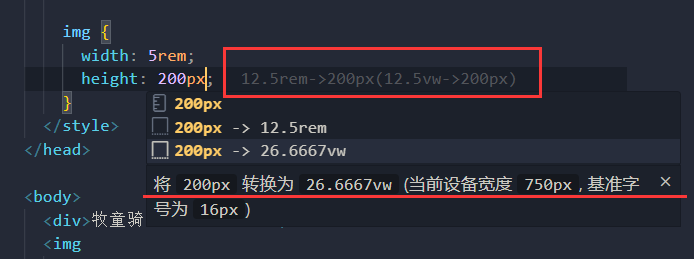 img {
width: 5rem;
height: 200px; 12.5rem->200px(12.5vw->200px)
}
200px
</style>
200px -> 12.5rem
</head>
200px -> 26.6667vw
将 200px 转换为 26.6667vw (当前设备宽度 750px, 基准字
号为 16px )
<body>
<div>牧童骑
<img